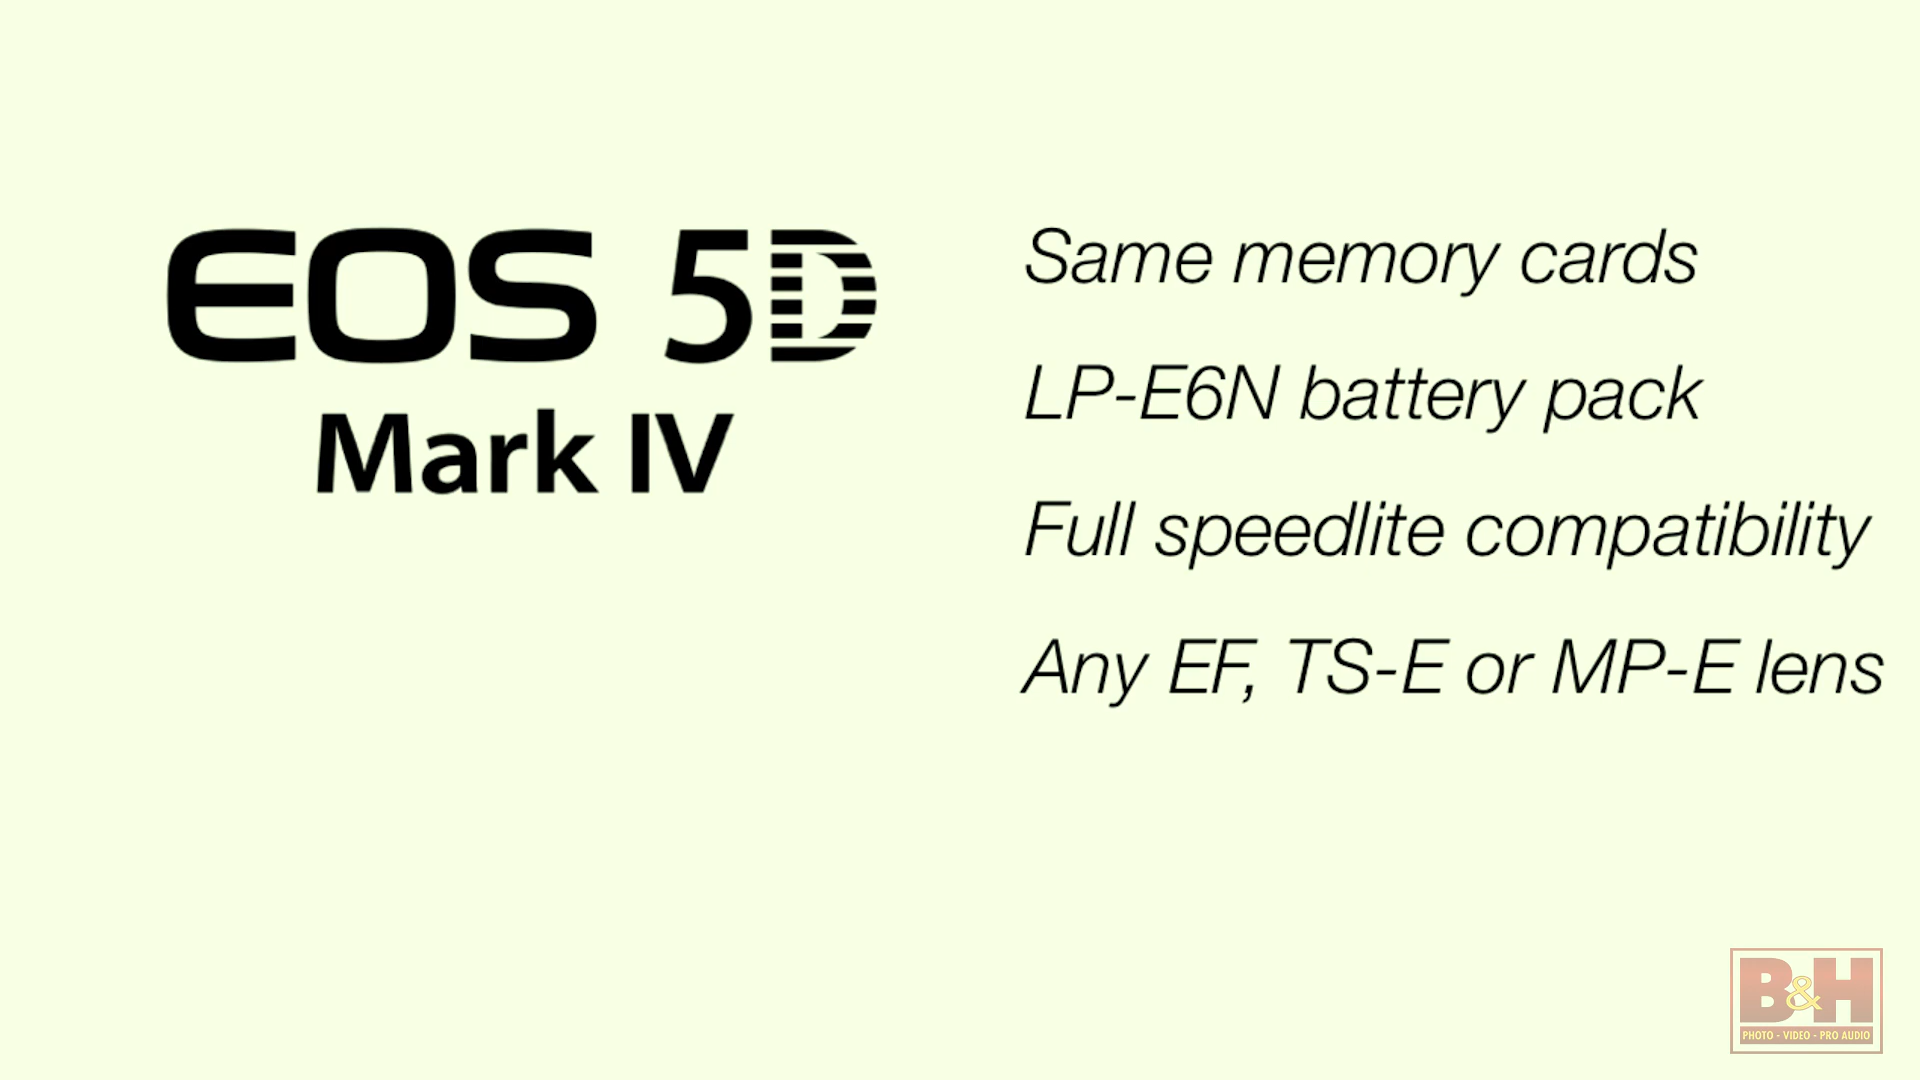 EOS 5D
Mark IV
Same memory cards
LP-E6N battery pack
Full speedlite compatibility
Any EF, TS-E or MP-E lens
B&H
PHOTO - VIDEO - PRO AUDIO